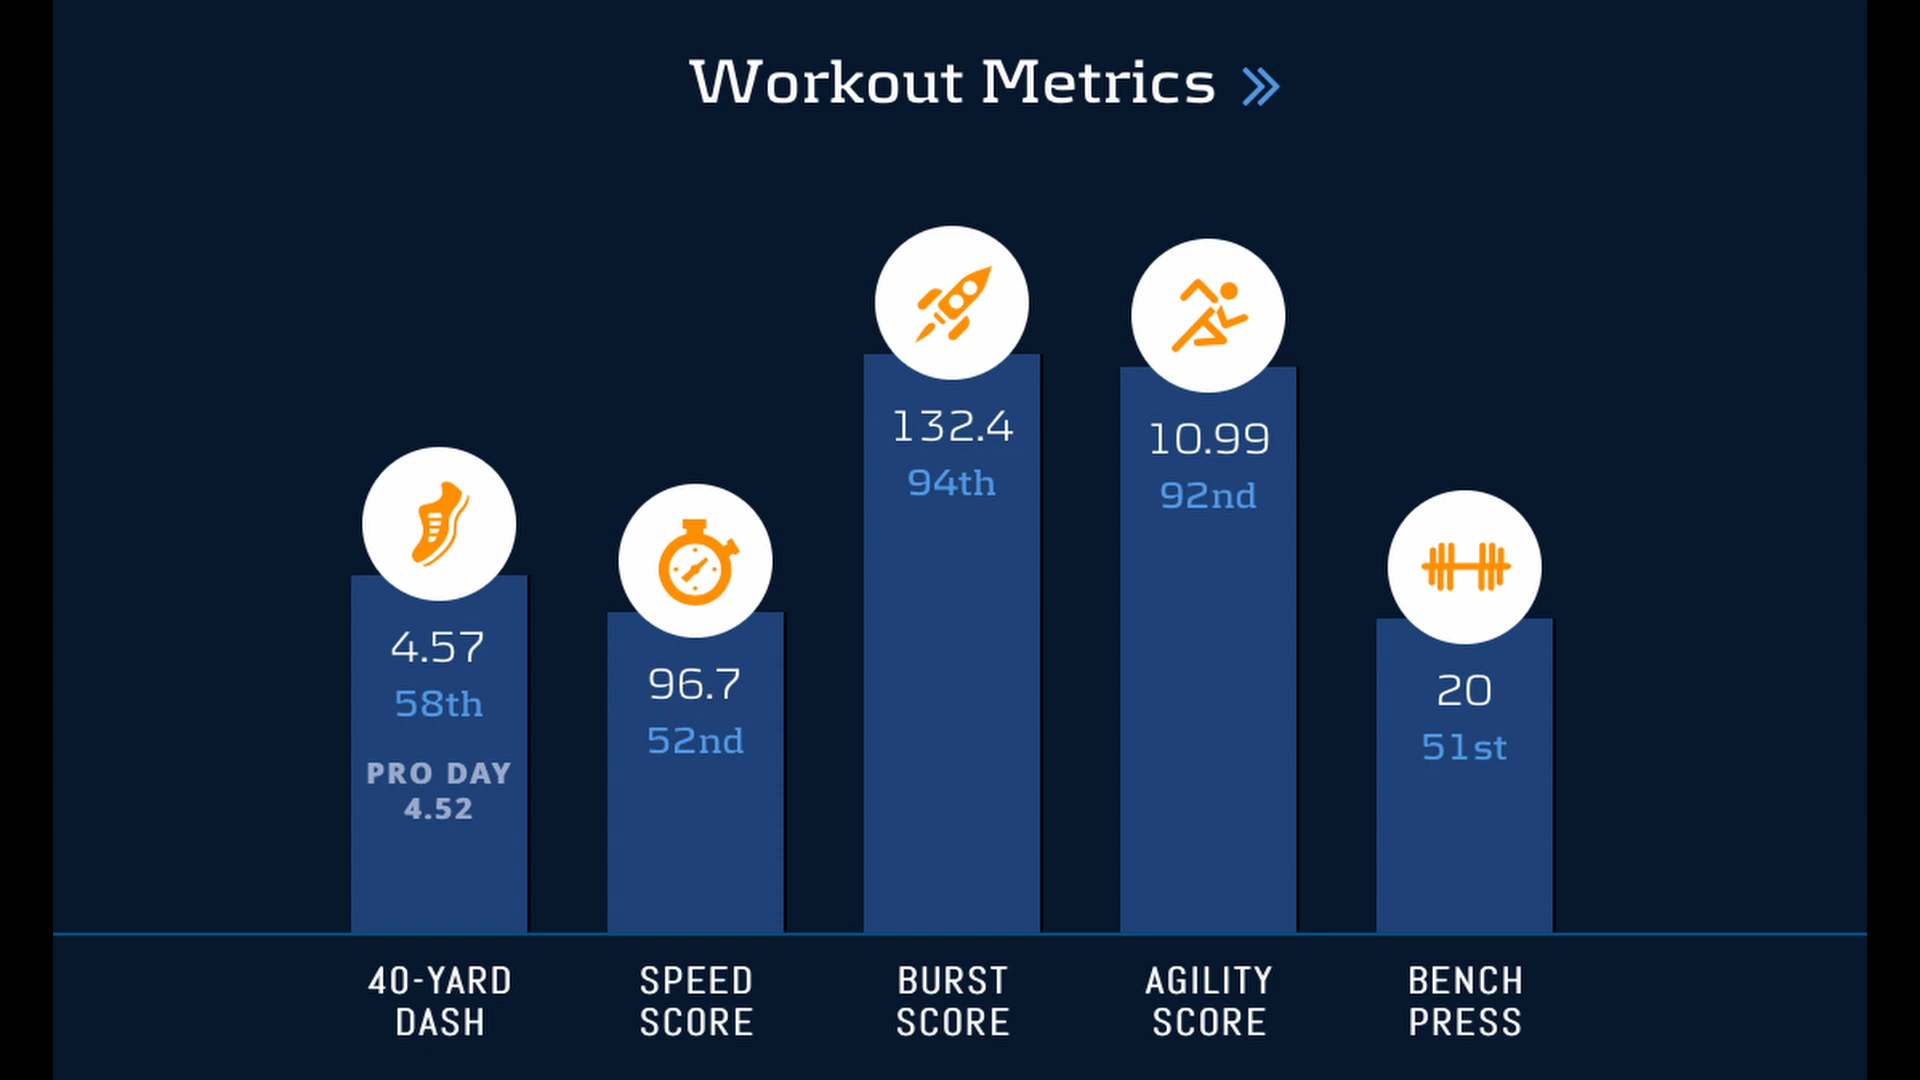 Workout Metrics
4.57
58th
PRO DAY
4.52
96.7
52nd
132.4
94th
10.99
92nd
20
51st
40-YARD
DASH
SPEED
SCORE
BURST
SCORE
AGILITY
SCORE
BENCH
PRESS